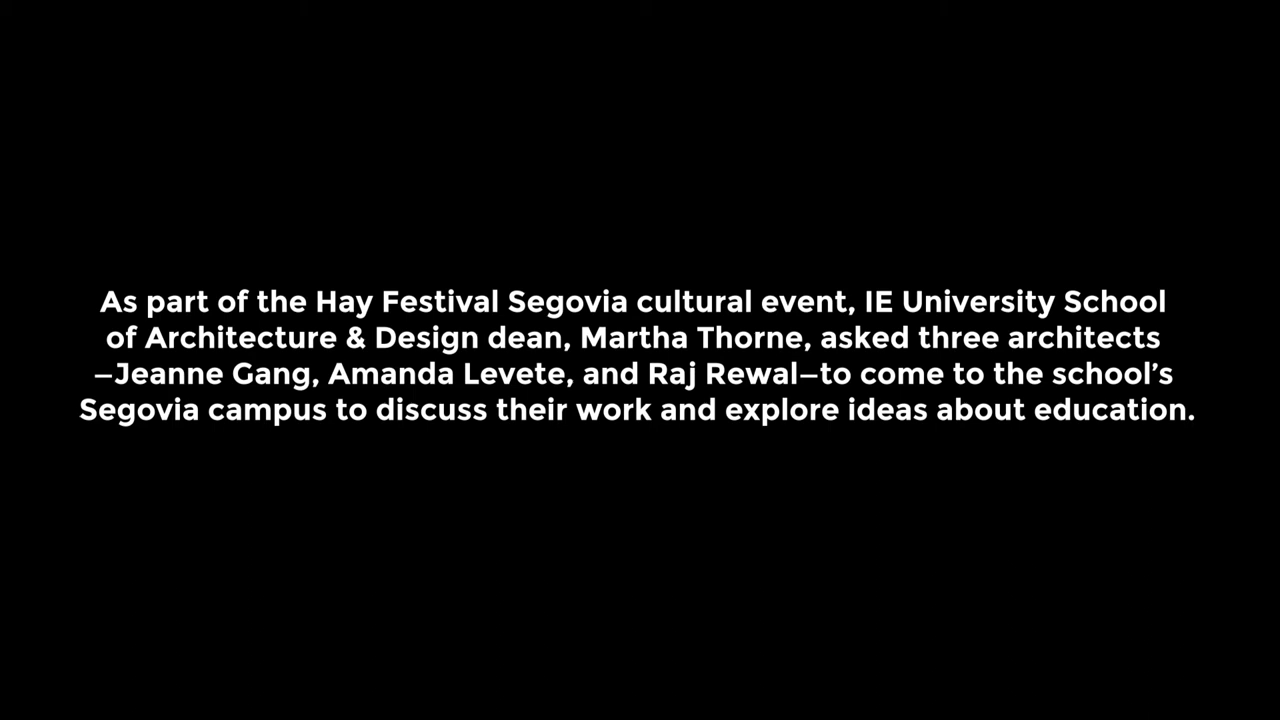 As part of the Hay Festival Segovia cultural event, IE University School
of Architecture & Design dean, Martha Thorne, asked three architects
—Jeanne Gang, Amanda Levete, and Raj Rewal—to come to the school’s
Segovia campus to discuss their work and explore ideas about education.